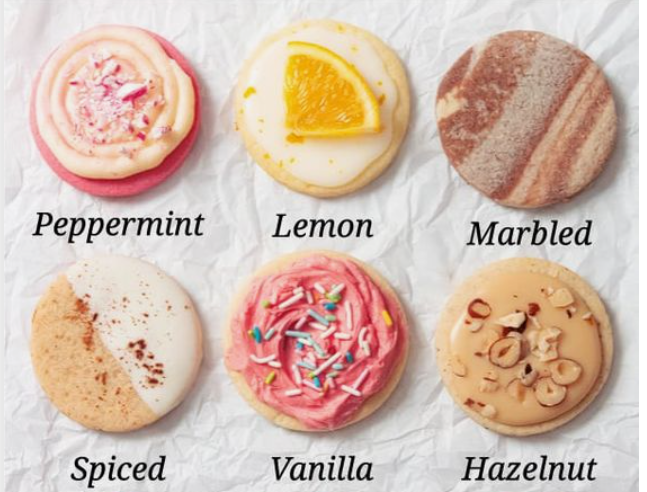 Peppermint
Lemon
Marbled
Spiced
Vanilla
Hazelnut